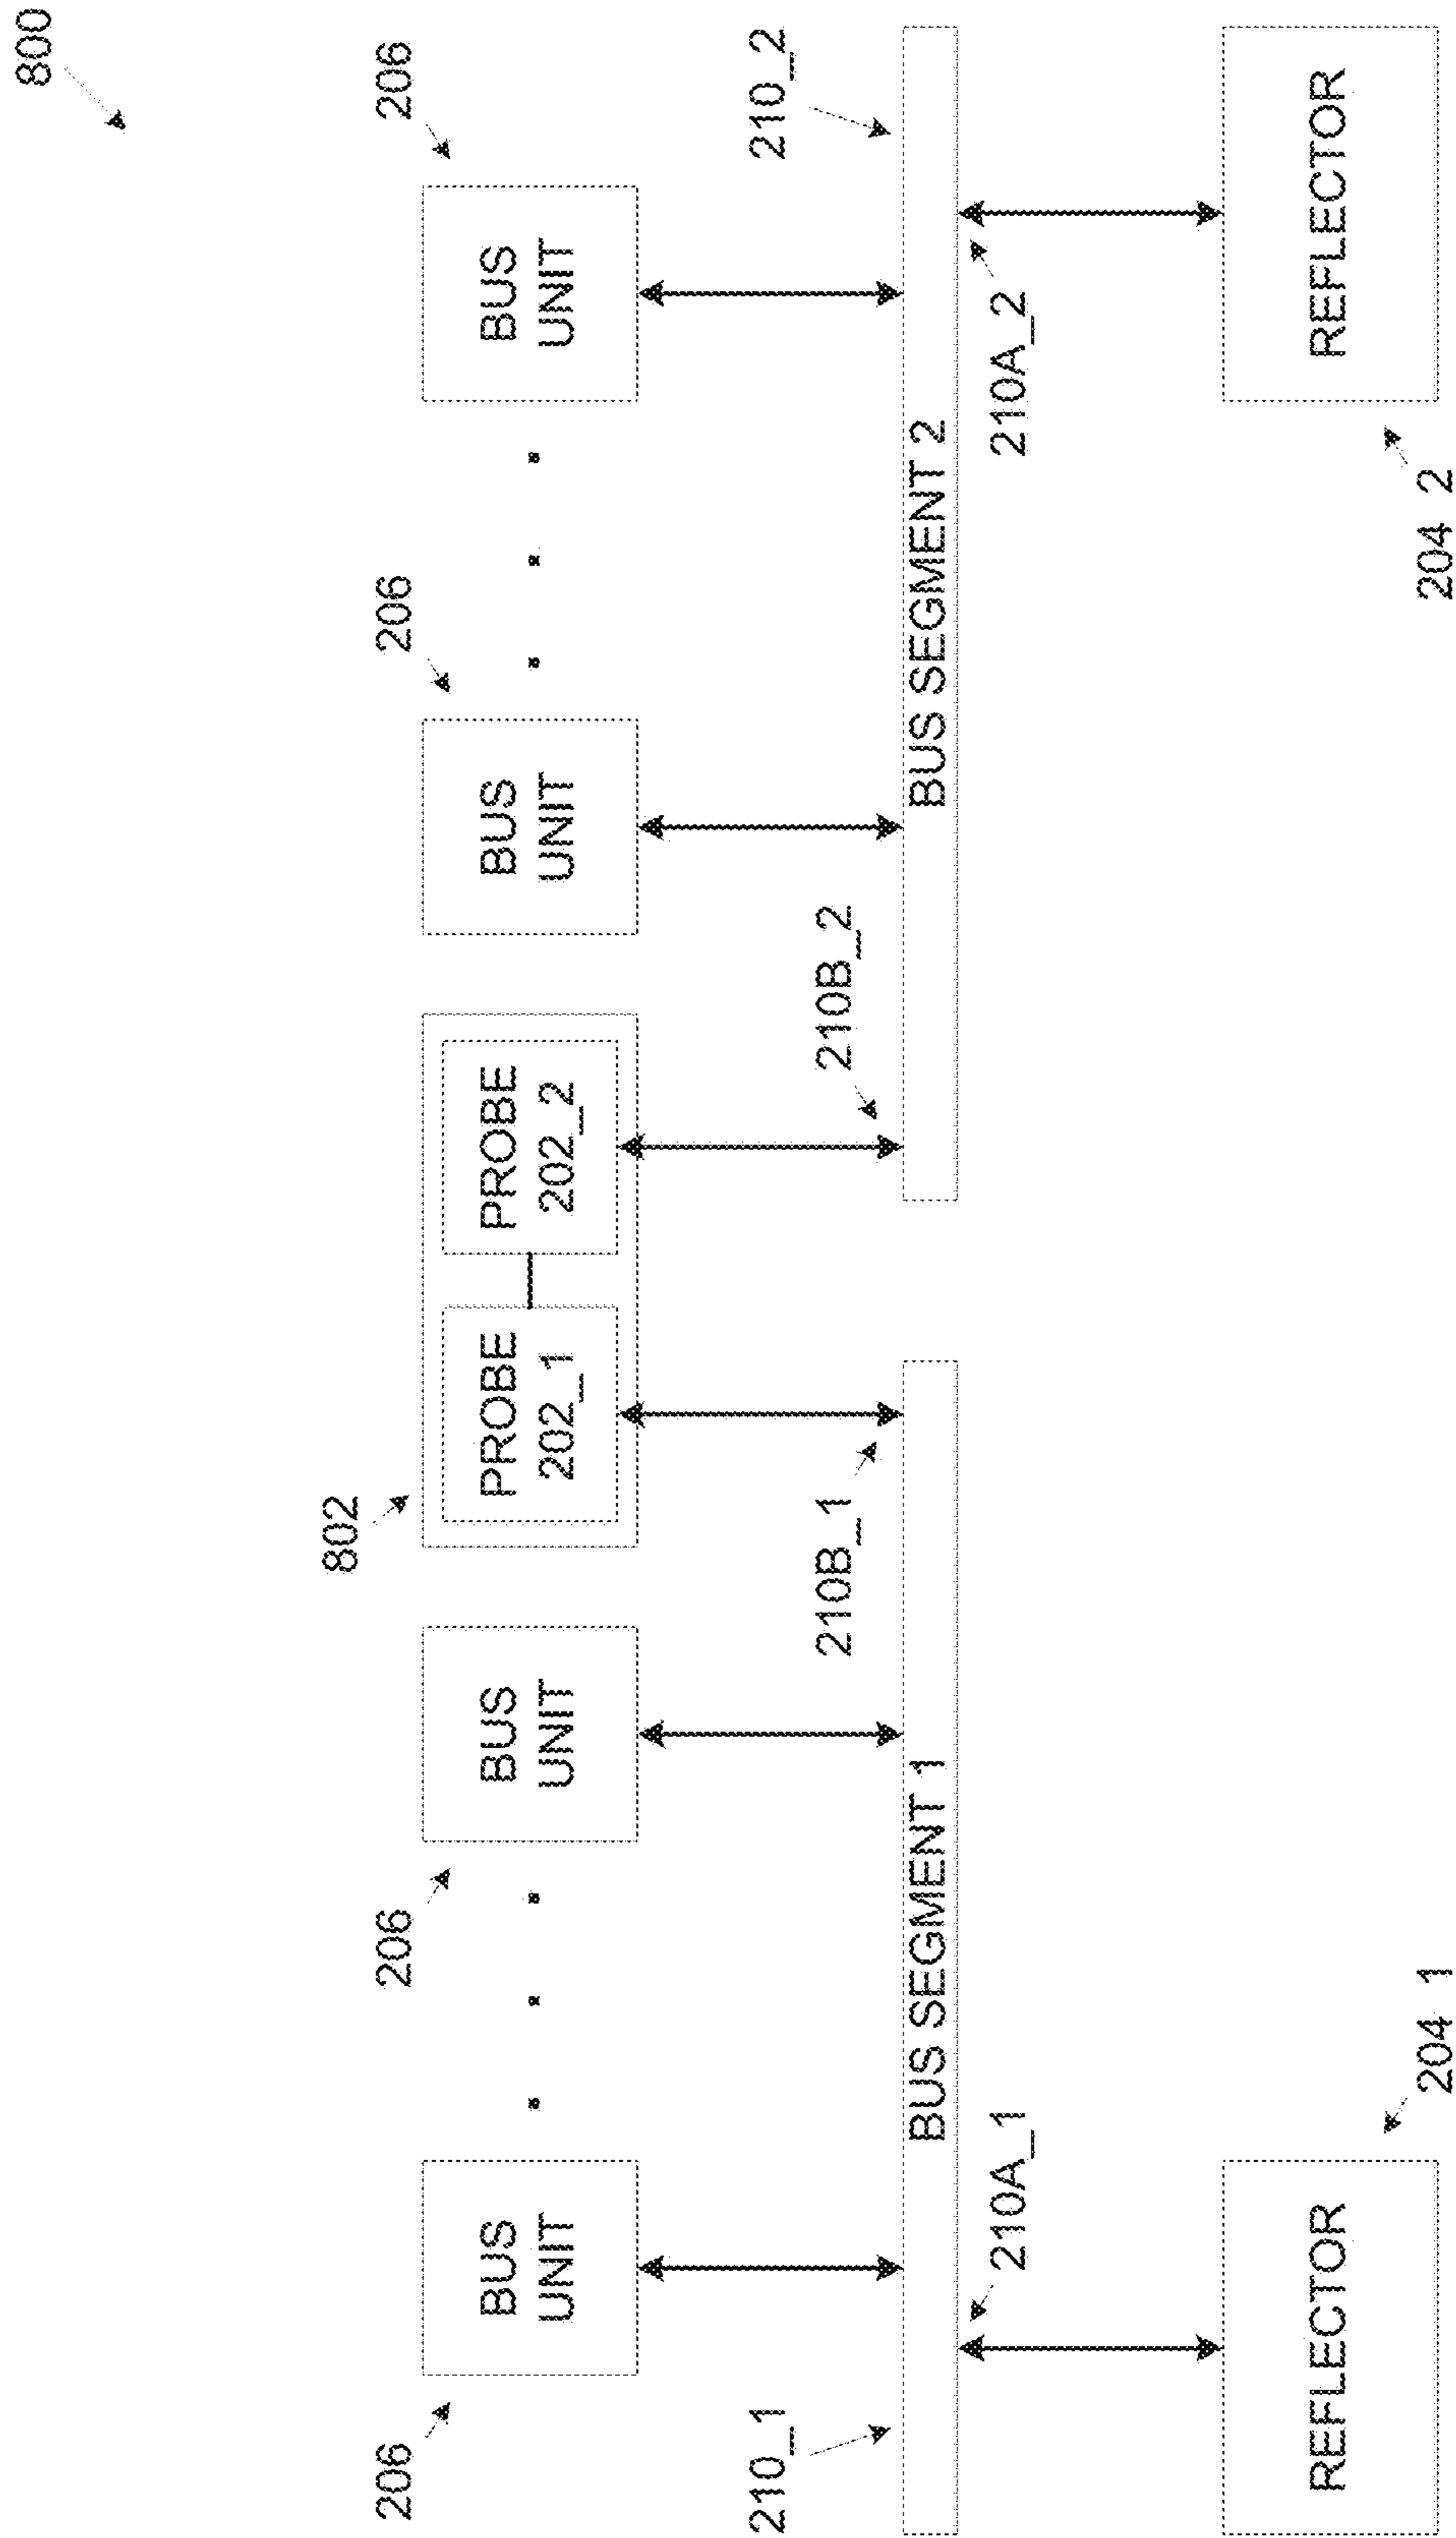 800
802
206
206
206
206
BUS
UNIT
BUS
UNIT
PROBE
202_1
PROBE
202_2
BUS
UNIT
BUS
UNIT
210_1
210B_1
210B_2
210_2
BUS SEGMENT 1
BUS SEGMENT 2
210A_1
210A_2
REFLECTOR
REFLECTOR
204_1
204_2